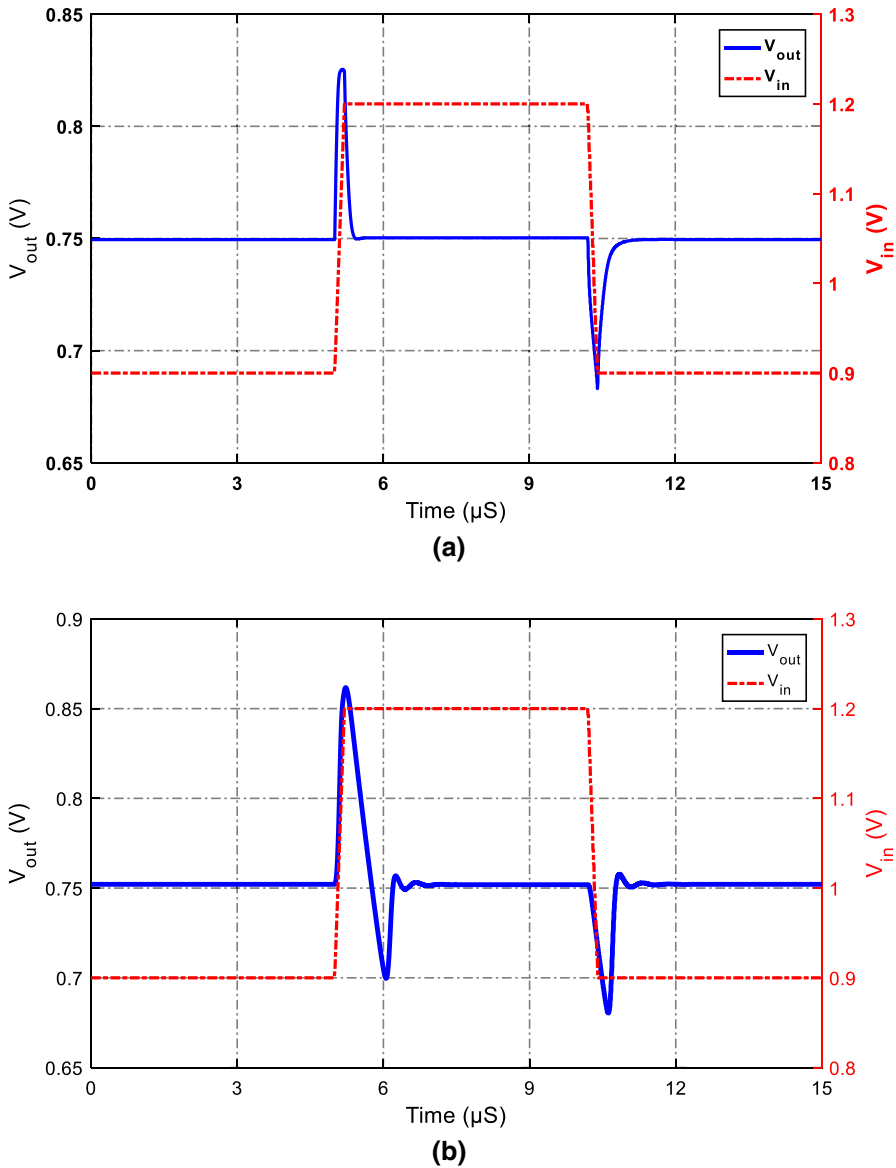 0.85
0.8
0.75
0.7
0.65
V_out (V)
1.3
1.2
1.1
1
0.9
0.8
V_in (V)
V_out
V_in
0 3 6 9 12 15
Time (μS)
(a)
0.9
0.85
0.8
0.75
0.7
0.65
V_out (V)
1.3
1.2
1.1
1
0.9
0.8
V_in (V)
V_out
V_in
0 3 6 9 12 15
Time (μS)
(b)